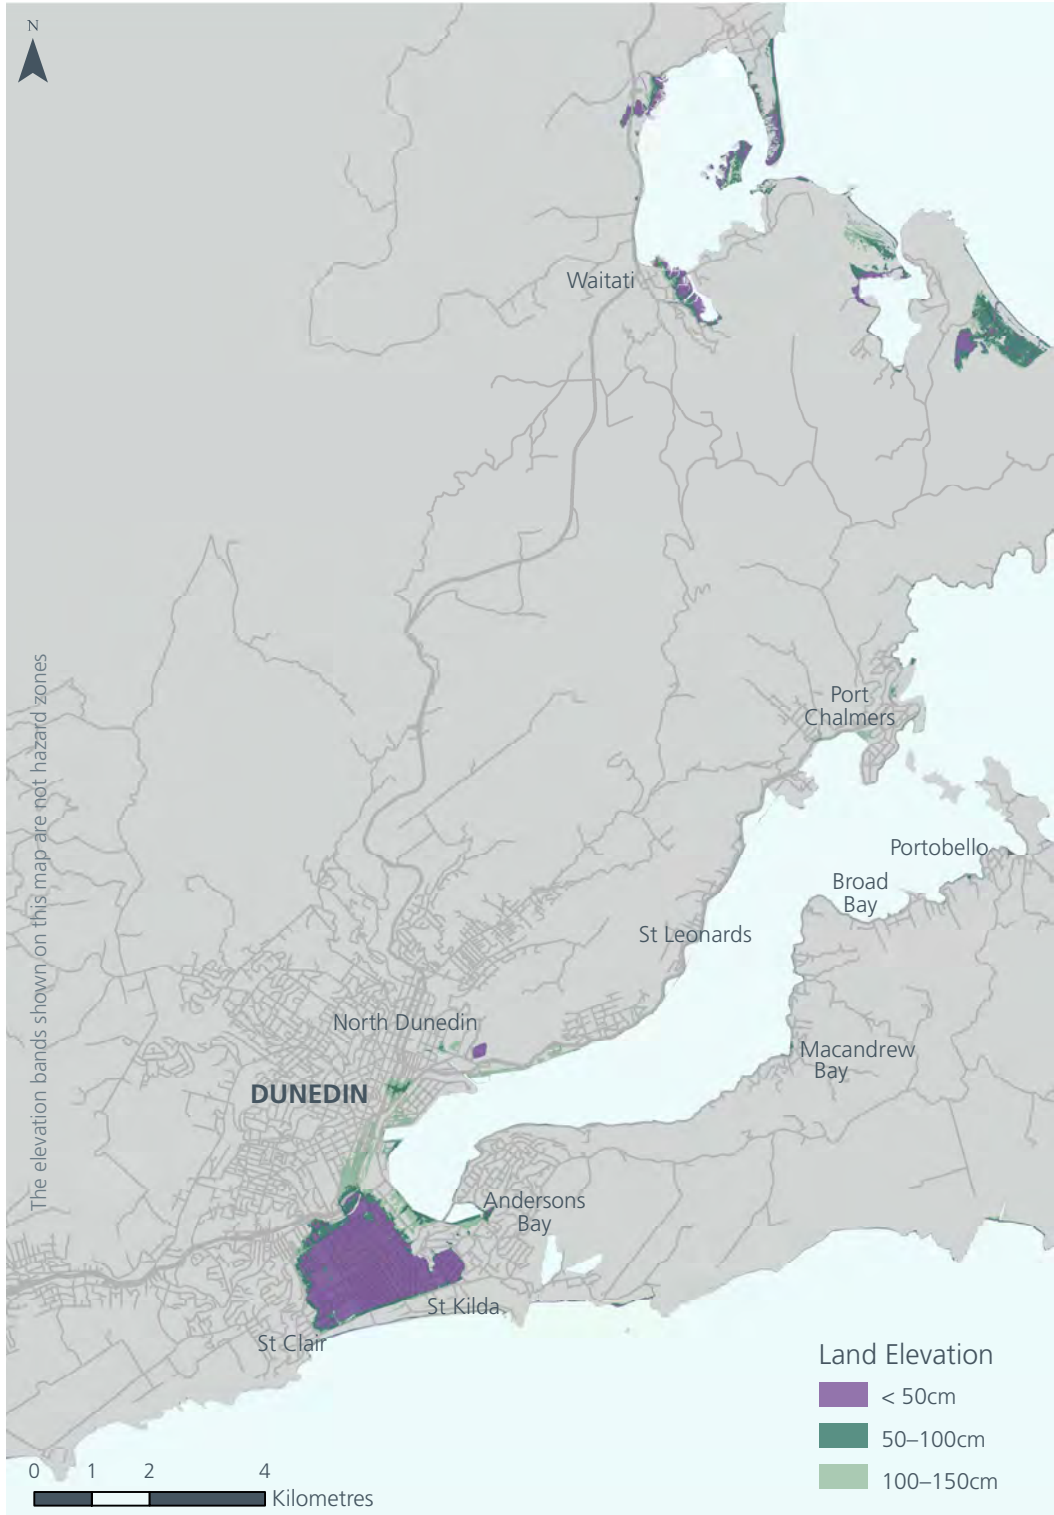 N
Waitati
Port
Chalmers
Portobello
Broad
Bay
St Leonards
North Dunedin
Macandrew
Bay
DUNEDIN
Andersons
Bay
St Kilda
St Clair
The elevation bands shown on this map are not hazard zones
Land Elevation
< 50cm
50–100cm
100–150cm
0 1 2 4
Kilometres